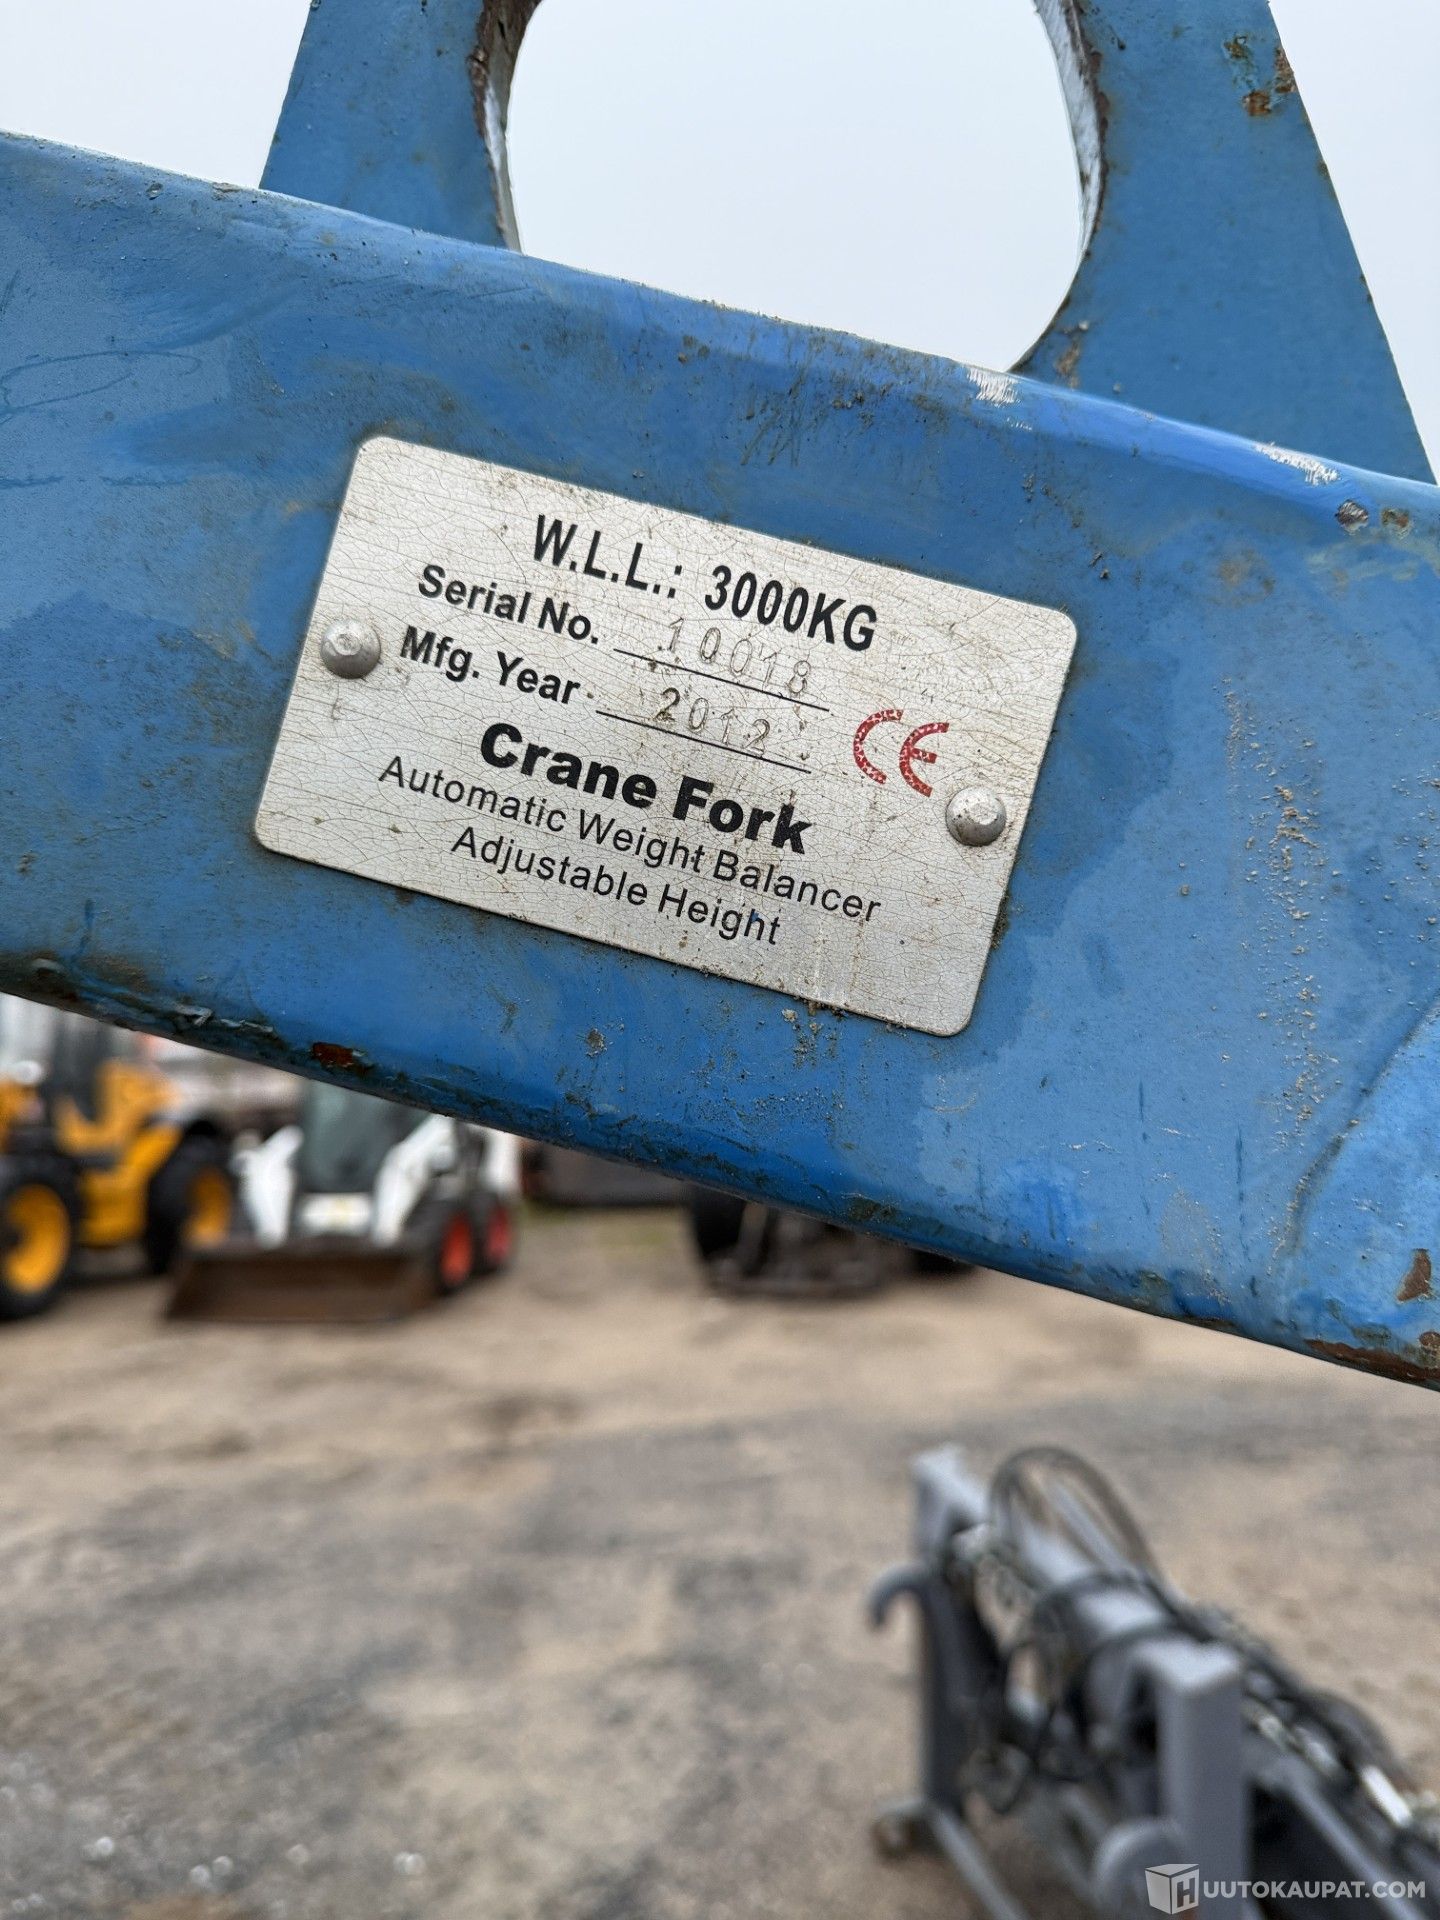 W.L.L.: 3000KG
Serial No. 10018
Mfg. Year 2012
CE
Crane Fork
Automatic Weight Balancer
Adjustable Height
HUUTOKAUPAT.COM